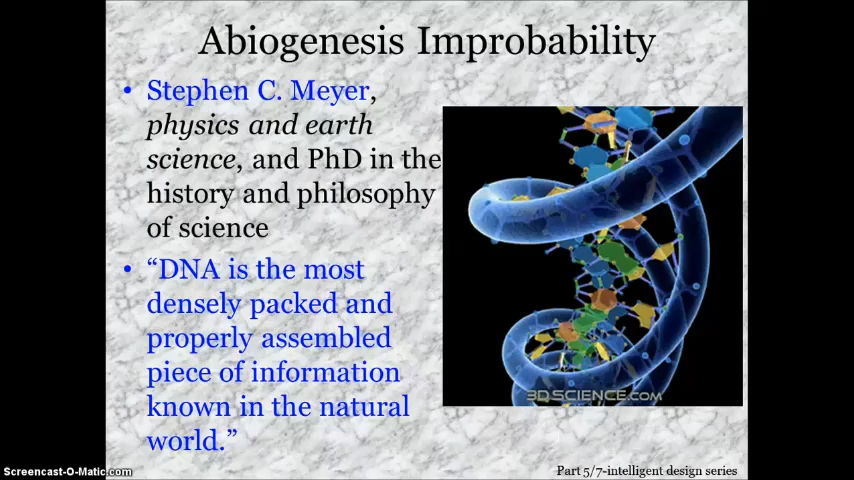 Abiogenesis Improbability
• Stephen C. Meyer,
physics and earth
science, and PhD in the
history and philosophy
of science
• “DNA is the most
densely packed and
properly assembled
piece of information
known in the natural
world.”
3DSCIENCE.COM
Screencast-O-Matic.com
Part 5/7-intelligent design series